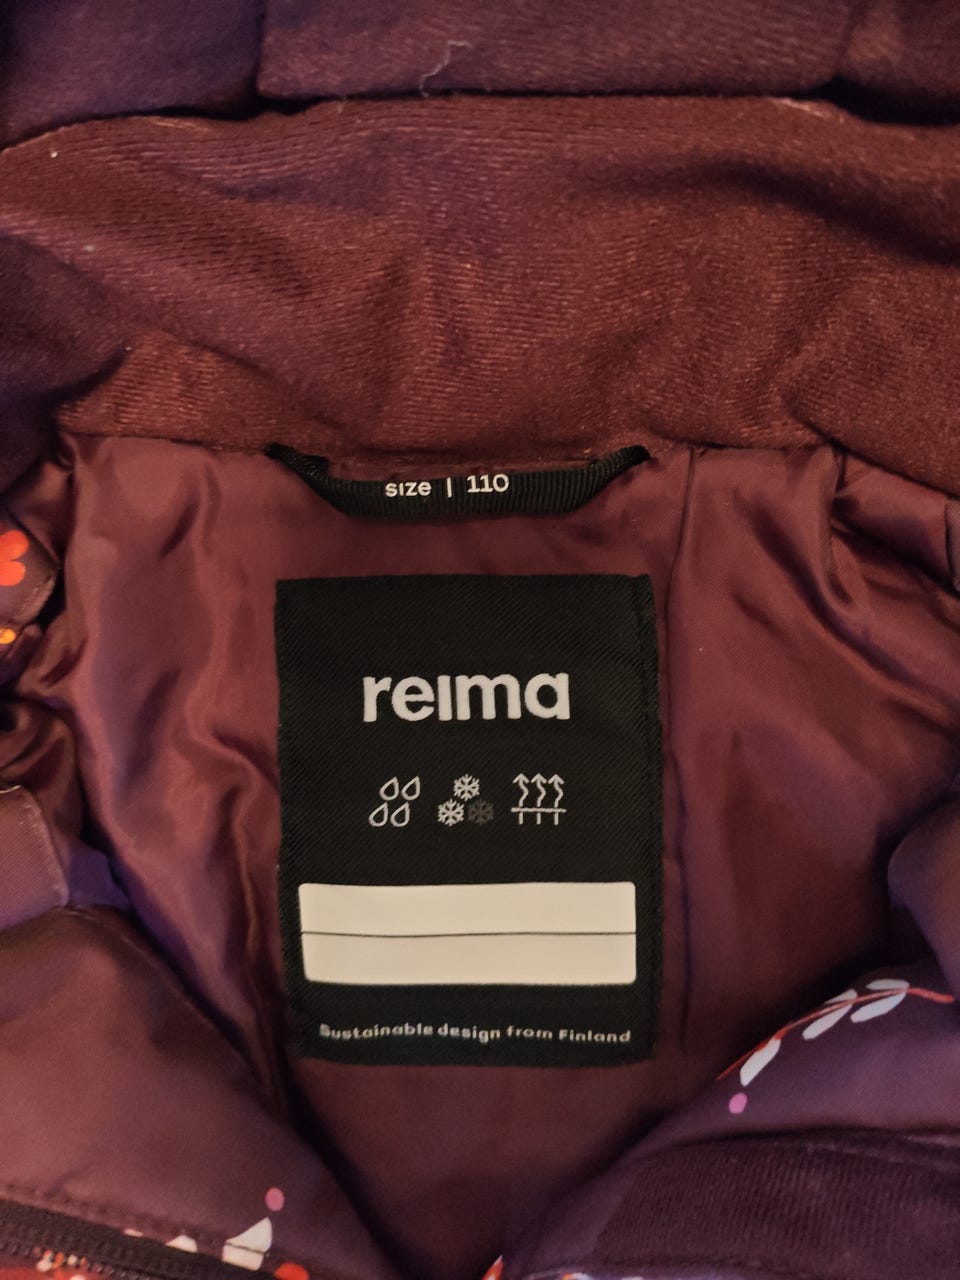 size | 110
reima
Sustainable design from Finland